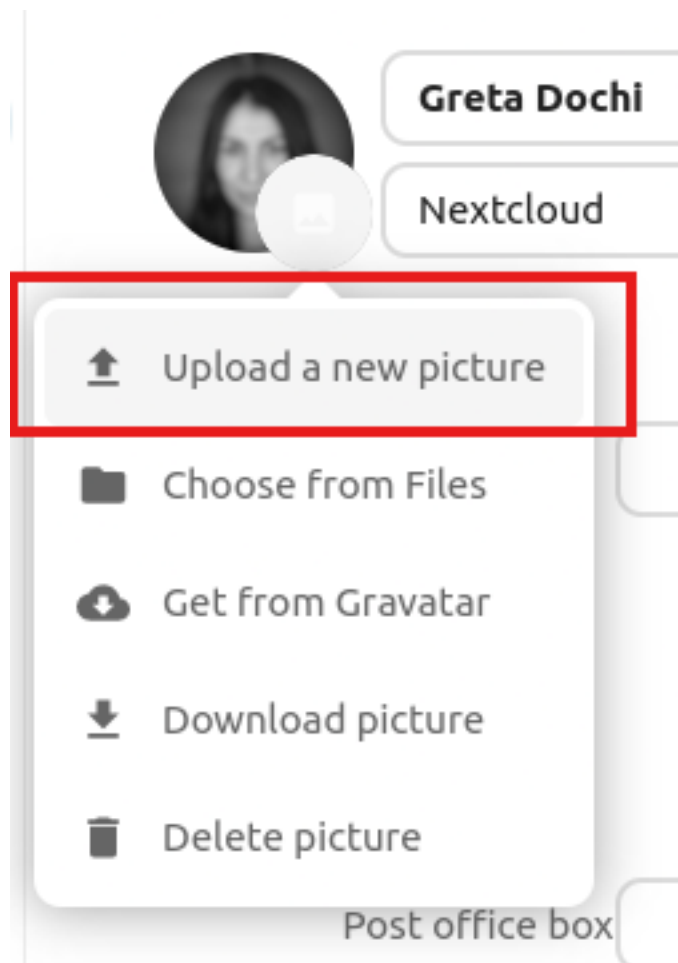 Greta Dochi
Nextcloud
Upload a new picture
Choose from Files
Get from Gravatar
Download picture
Delete picture
Post office box